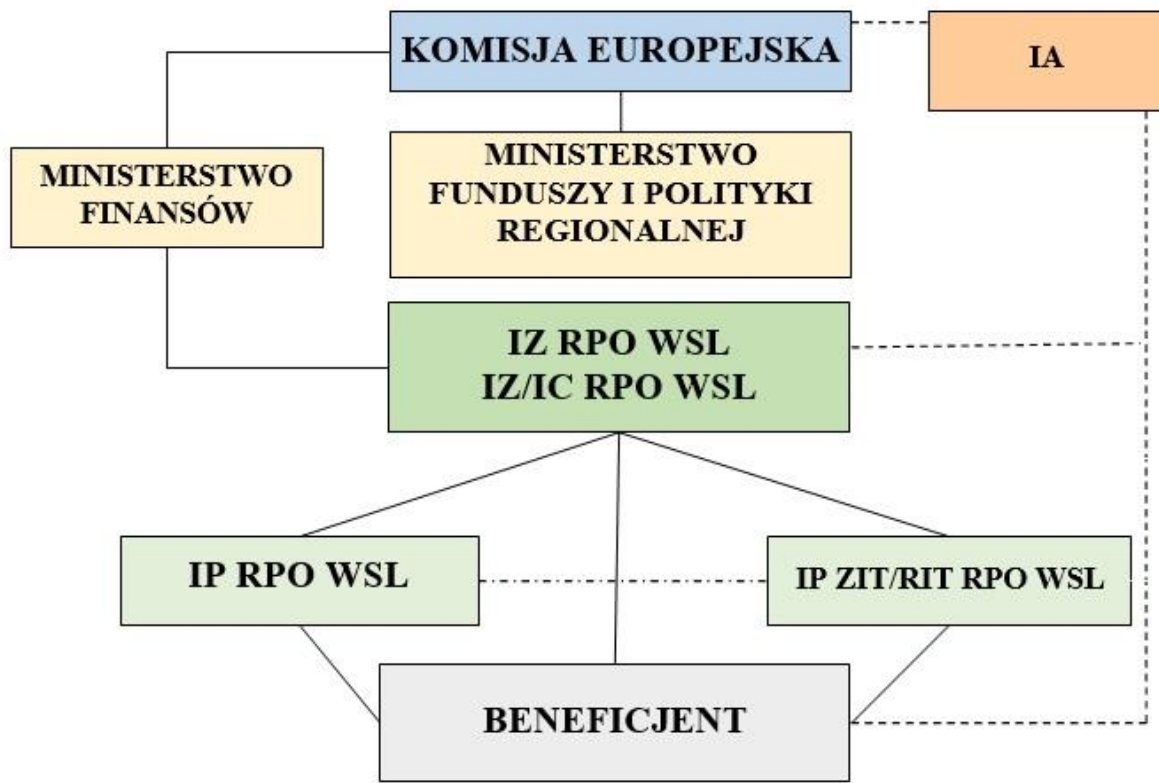 KOMISJA EUROPEJSKA
IA
MINISTERSTWO
FINANSÓW
MINISTERSTWO
FUNDUSZY I POLITYKI
REGIONALNEJ
IZ RPO WSL
IZ/IC RPO WSL
IP RPO WSL
IP ZIT/RIT RPO WSL
BENEFICJENT